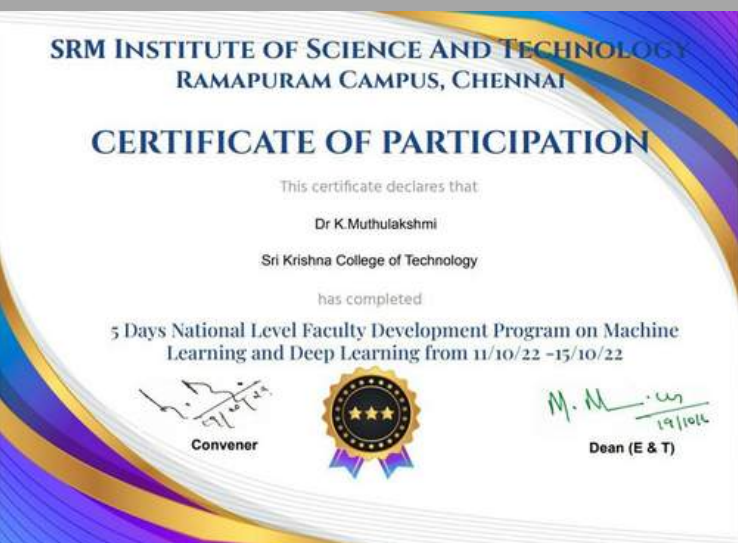 SRM INSTITUTE OF SCIENCE AND TECHNOLOGY
RAMAPURAM CAMPUS, CHENNAI
CERTIFICATE OF PARTICIPATION
This certificate declares that
Dr K.Muthulakshmi
Sri Krishna College of Technology
has completed
5 Days National Level Faculty Development Program on Machine
Learning and Deep Learning from 11/10/22 -15/10/22
Convener
Dean (E & T)